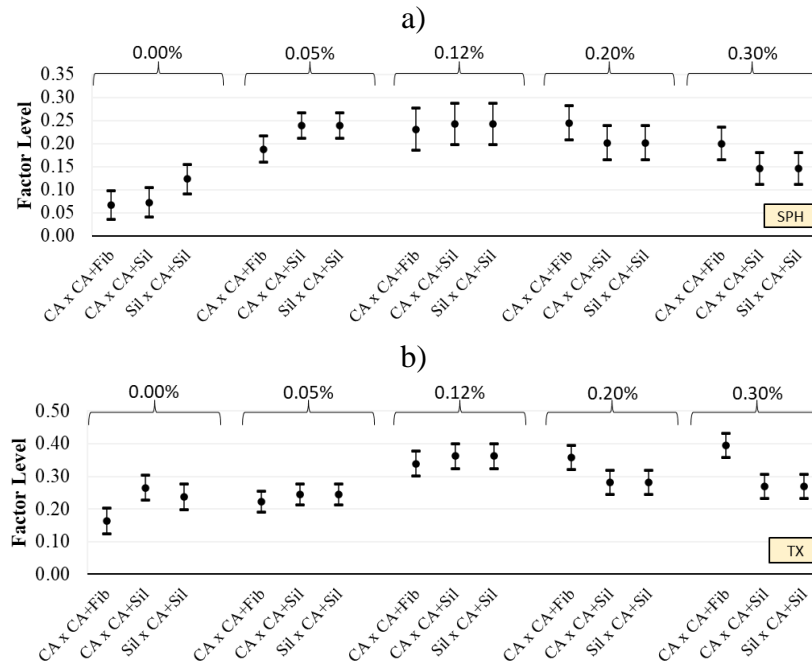 a)
0.00% 0.05% 0.12% 0.20% 0.30%
0.35
0.30
0.25
0.20
0.15
0.10
0.05
0.00
Factor Level
SPH
CA x CA+Fib CA x CA+Sil Sil x CA+Sil CA x CA+Fib CA x CA+Sil Sil x CA+Sil CA x CA+Fib CA x CA+Sil Sil x CA+Sil CA x CA+Fib CA x CA+Sil Sil x CA+Sil CA x CA+Fib CA x CA+Sil Sil x CA+Sil
b)
0.00% 0.05% 0.12% 0.20% 0.30%
0.50
0.40
0.30
0.20
0.10
0.00
Factor Level
TX
CA x CA+Fib CA x CA+Sil Sil x CA+Sil CA x CA+Fib CA x CA+Sil Sil x CA+Sil CA x CA+Fib CA x CA+Sil Sil x CA+Sil CA x CA+Fib CA x CA+Sil Sil x CA+Sil CA x CA+Fib CA x CA+Sil Sil x CA+Sil